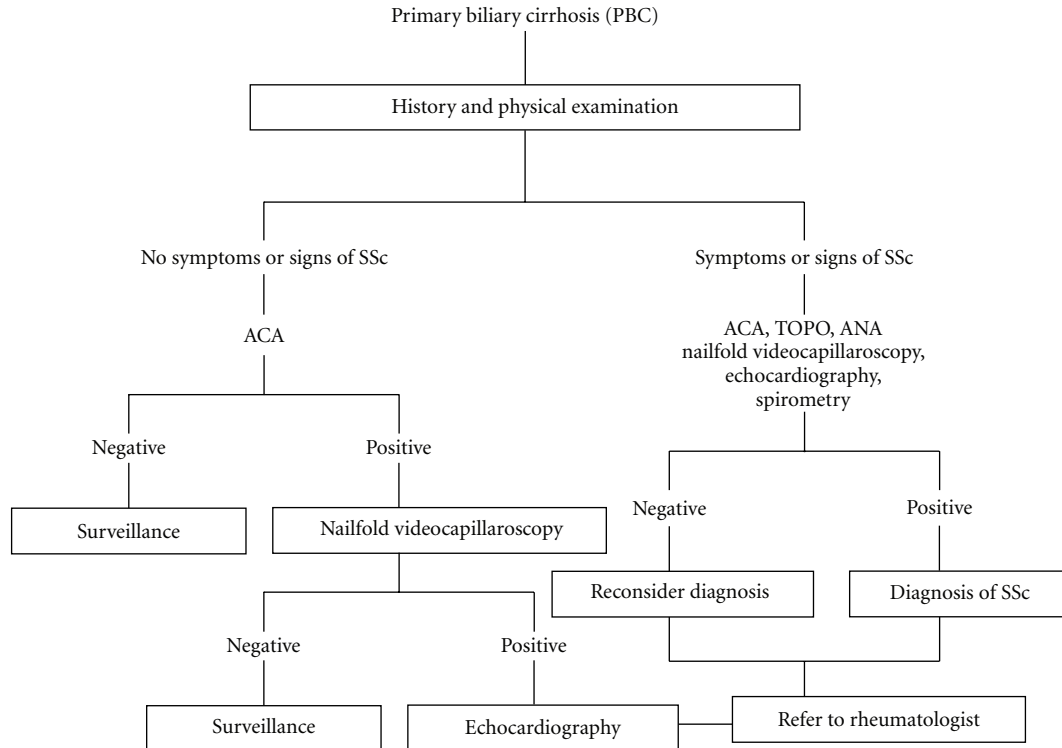 Primary biliary cirrhosis (PBC)
History and physical examination
No symptoms or signs of SSc
Symptoms or signs of SSc
ACA
ACA, TOPO, ANA
nailfold videocapillaroscopy,
echocardiography,
spirometry
Negative
Positive
Negative
Positive
Surveillance
Nailfold videocapillaroscopy
Reconsider diagnosis
Diagnosis of SSc
Negative
Positive
Surveillance
Echocardiography
Refer to rheumatologist